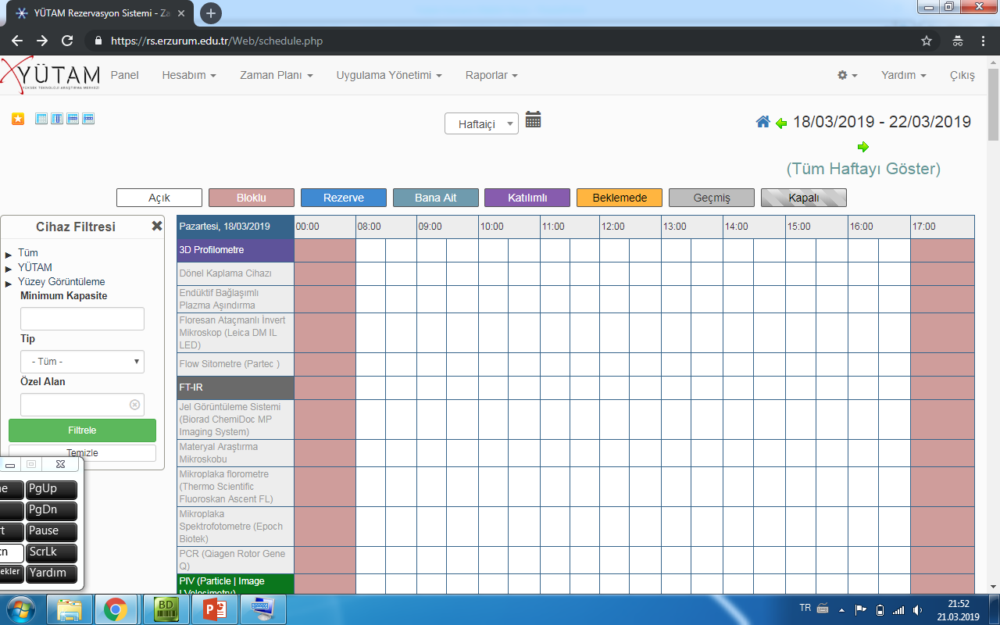 YÜTAM Rezervasyon Sistemi - Za
https://rs.erzurum.edu.tr/Web/schedule.php
YÜTAM
YÜKSEK TEKNOLOJİ ARAŞTIRMA MERKEZİ
Panel
Hesabım
Zaman Planı
Uygulama Yönetimi
Raporlar
Yardım
Çıkış
Haftaiçi
18/03/2019 - 22/03/2019
(Tüm Haftayı Göster)
Açık
Bloklu
Rezerve
Bana Ait
Katılımlı
Beklemede
Geçmiş
Kapalı
Cihaz Filtresi
Tüm
YÜTAM
Yüzey Görüntüleme
Minimum Kapasite
Tip
- Tüm -
Özel Alan
Filtrele
Temizle
Pazartesi, 18/03/2019
00:00
08:00
09:00
10:00
11:00
12:00
13:00
14:00
15:00
16:00
17:00
3D Profilometre
Dönel Kaplama Cihazı
Endüktif Bağlaşımlı
Plazma Aşındırma
Floresan Ataçmanlı İnvert
Mikroskop (Leica DM IL
LED)
Flow Sitometre (Partec )
FT-IR
Jel Görüntüleme Sistemi
(Biorad ChemiDoc MP
Imaging System)
Materyal Araştırma
Mikroskobu
Mikroplaka florometre
(Thermo Scientific
Fluoroskan Ascent FL)
Mikroplaka
Spektrofotometre (Epoch
Biotek)
PCR (Qiagen Rotor Gene
Q)
PIV (Particle | Image
| Velocimetry)
PgUp
PgDn
Pause
ScrLk
Yardım
BD
TR
21:52
21.03.2019